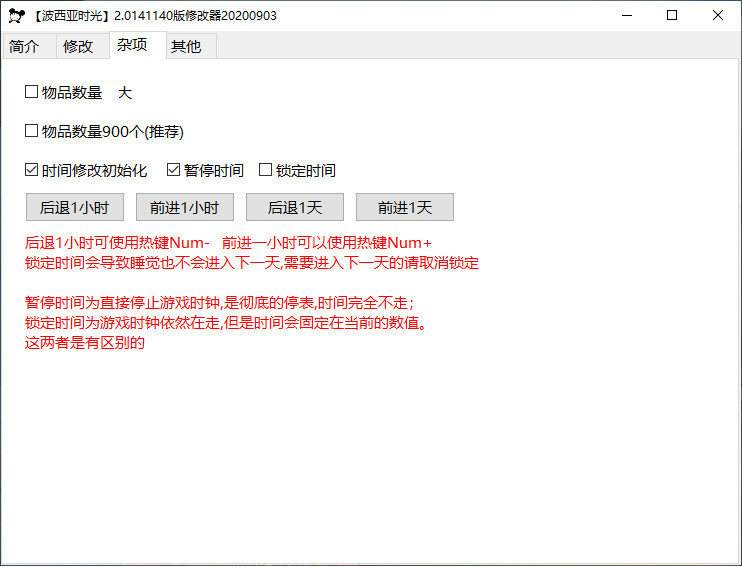 【波西亚时光】2.0141140版修改器20200903
简介 修改 杂项 其他
物品数量 大
物品数量900个(推荐)
时间修改初始化 暂停时间 锁定时间
后退1小时 前进1小时 后退1天 前进1天
后退1小时可使用热键Num- 前进一小时可以使用热键Num+
锁定时间会导致睡觉也不会进入下一天,需要进入下一天的请取消锁定
暂停时间为直接停止游戏时钟,是彻底的停表,时间完全不走;
锁定时间为游戏时钟依然在走,但是时间会固定在当前的数值。
这两者是有区别的